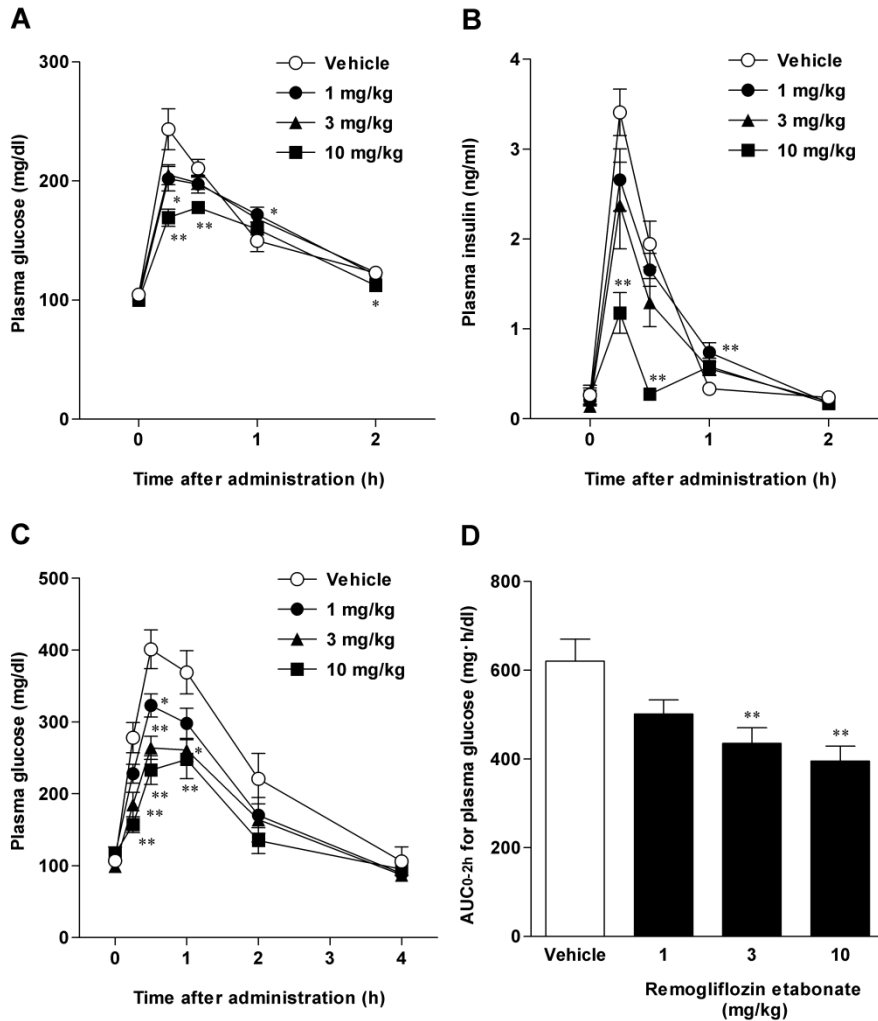 A
300
200
100
0
Plasma glucose (mg/dl)
Vehicle
1 mg/kg
3 mg/kg
10 mg/kg
*
**
**
*
*
0 1 2
Time after administration (h)
B
4
3
2
1
0
Plasma insulin (ng/ml)
Vehicle
1 mg/kg
3 mg/kg
10 mg/kg
**
**
**
0 1 2
Time after administration (h)
C
500
400
300
200
100
0
Plasma glucose (mg/dl)
Vehicle
1 mg/kg
3 mg/kg
10 mg/kg
*
**
*
**
**
**
**
0 1 2 4
Time after administration (h)
D
800
600
400
200
0
AUC0-2h for plasma glucose (mg·h/dl)
**
**
Vehicle 1 3 10
Remogliflozin etabonate
(mg/kg)